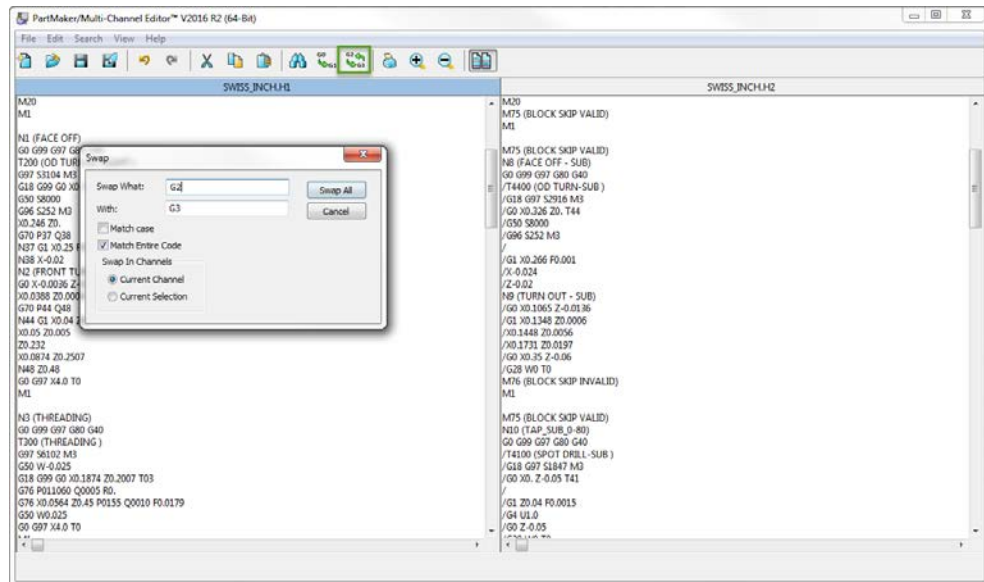 PartMaker/Multi-Channel Editor™ V2016 R2 (64-Bit)
File Edit Search View Help
SWISS_INCH.H1
M20
M1
N1 (FACE OFF)
G0 G99 G97 G8
T200 (OD TUR
G97 S3104 M3
G18 G99 G0 X0
G50 S8000
G96 S252 M3
X0.246 Z0.
G70 P37 Q38
N37 G1 X0.25
N38 X-0.02
N2 (FRONT TU
G0 X-0.0036 Z-
X0.0388 Z0.000
G70 P44 Q48
N44 G1 X0.04
X0.05 Z0.005
Z0.232
X0.0874 Z0.2507
N48 Z0.48
G0 G97 X4.0 T0
M1
N3 (THREADING)
G0 G99 G97 G80 G40
T300 (THREADING )
G97 S6102 M3
G50 W-0.025
G18 G99 G0 X0.1874 Z0.2007 T03
G76 P011060 Q0005 R0.
G76 X0.0564 Z0.45 P0155 Q0010 F0.0179
G50 W0.025
G0 G97 X4.0 T0
Swap
Swap What: G2 Swap All
With: G3 Cancel
Match case
Match Entire Code
Swap In Channels
Current Channel
Current Selection
SWISS_INCH.H2
M20
M75 (BLOCK SKIP VALID)
M1
M75 (BLOCK SKIP VALID)
N8 (FACE OFF - SUB)
G0 G99 G97 G80 G40
/T4400 (OD TURN-SUB )
/G18 G97 S2916 M3
/G0 X0.326 Z0. T44
/G50 S8000
/G96 S252 M3
/
/G1 X0.266 F0.001
/X-0.024
/Z-0.02
N9 (TURN OUT - SUB)
/G0 X0.1065 Z-0.0136
/G1 X0.1348 Z0.0006
/X0.1448 Z0.0056
/X0.1731 Z0.0197
/G0 X0.35 Z-0.06
/G28 W0 T0
M76 (BLOCK SKIP INVALID)
M1
M75 (BLOCK SKIP VALID)
N10 (TAP_SUB_0-80)
G0 G99 G97 G80 G40
/T4100 (SPOT DRILL-SUB )
/G18 G97 S1847 M3
/G0 X0. Z-0.05 T41
/
/G1 Z0.04 F0.0015
/G4 U1.0
/G0 Z-0.05